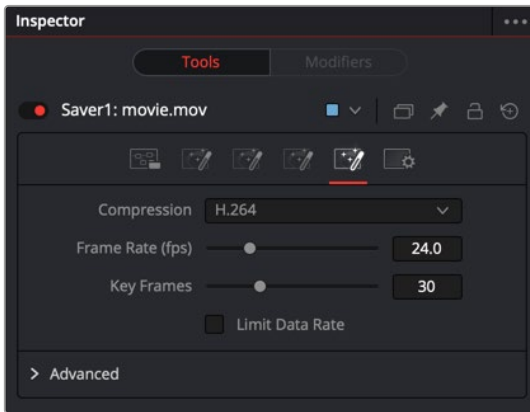 Inspector
Tools Modifiers
Saver1: movie.mov
Compression H.264
Frame Rate (fps) 24.0
Key Frames 30
Limit Data Rate
Advanced